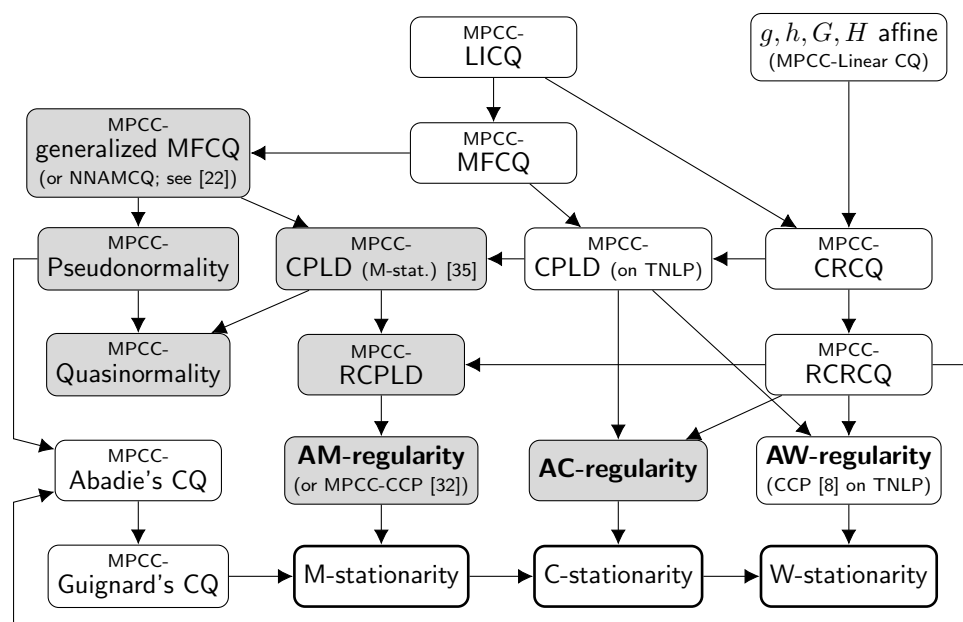 MPCC-
LICQ
g, h, G, H affine
(MPCC-Linear CQ)
MPCC-
generalized MFCQ
(or NNAMCQ; see [22])
MPCC-
MFCQ
MPCC-
Pseudonormality
MPCC-
CPLD (M-stat.) [35]
MPCC-
CPLD (on TNLP)
MPCC-
CRCQ
MPCC-
Quasinormality
MPCC-
RCPLD
MPCC-
RCRCQ
MPCC-
Abadie's CQ
AM-regularity
(or MPCC-CCP [32])
AC-regularity
AW-regularity
(CCP [8] on TNLP)
MPCC-
Guignard's CQ
M-stationarity
C-stationarity
W-stationarity